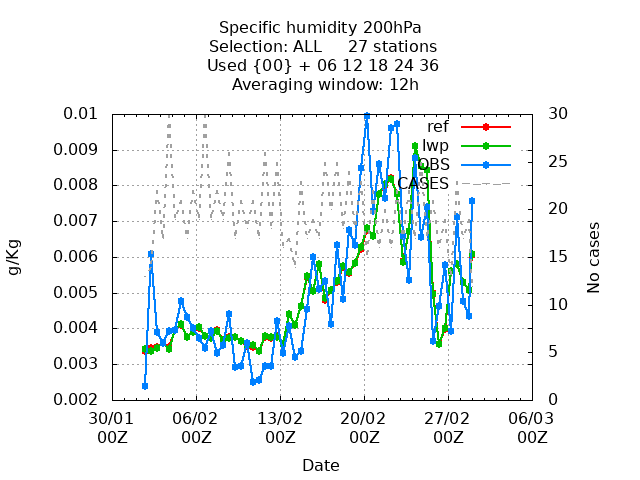 Specific humidity 200hPa
Selection: ALL     27 stations
Used {00} + 06 12 18 24 36
Averaging window: 12h
ref
lwp
OBS
CASES
g/Kg
0.01
0.009
0.008
0.007
0.006
0.005
0.004
0.003
0.002
No cases
30
25
20
15
10
5
0
30/01 06/02 13/02 20/02 27/02 06/03
00Z 00Z 00Z 00Z 00Z 00Z
Date